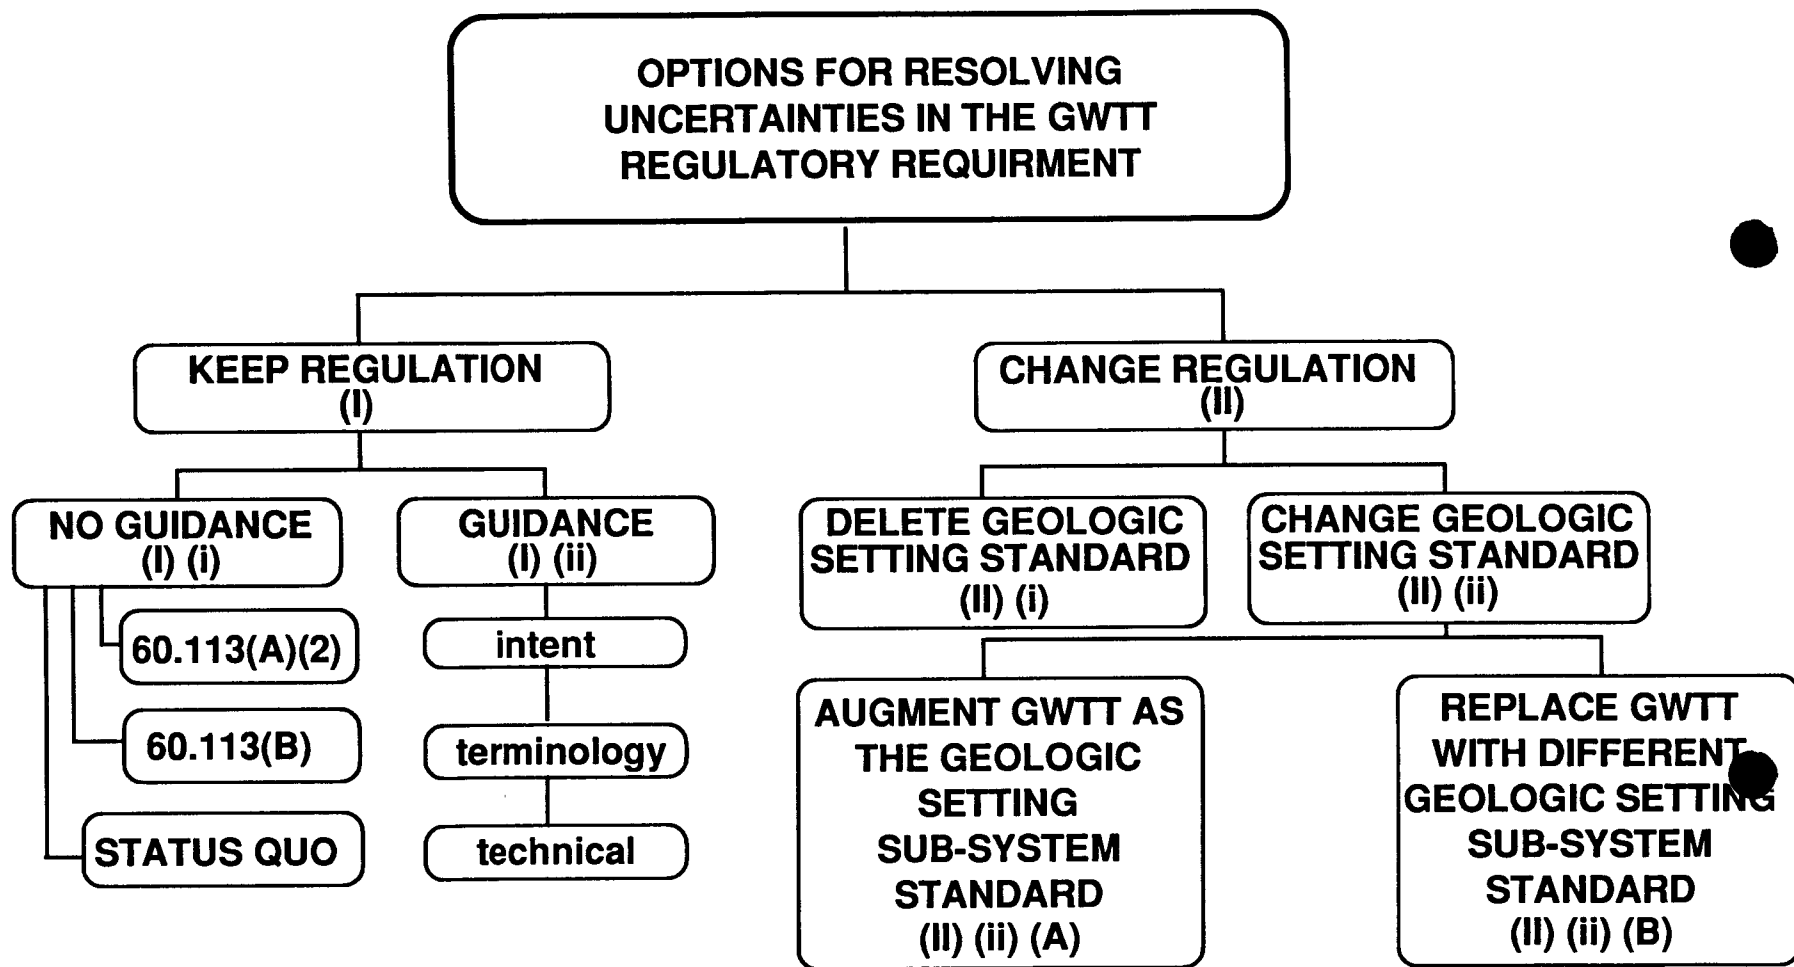 OPTIONS FOR RESOLVING
UNCERTAINTIES IN THE GWTT
REGULATORY REQUIRMENT
KEEP REGULATION
(I)
CHANGE REGULATION
(II)
NO GUIDANCE
(I) (i)
GUIDANCE
(I) (ii)
DELETE GEOLOGIC
SETTING STANDARD
(II) (i)
CHANGE GEOLOGIC
SETTING STANDARD
(II) (ii)
60.113(A)(2)
60.113(B)
STATUS QUO
intent
terminology
technical
AUGMENT GWTT AS
THE GEOLOGIC
SETTING
SUB-SYSTEM
STANDARD
(II) (ii) (A)
REPLACE GWTT
WITH DIFFERENT
GEOLOGIC SETTING
SUB-SYSTEM
STANDARD
(II) (ii) (B)